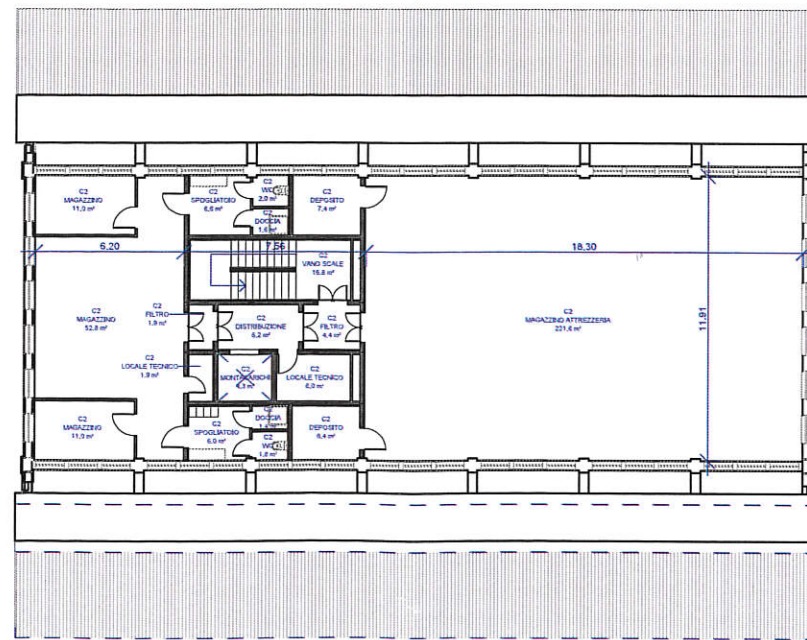 C2
MAGAZZINO
11,0 m²
C2
SPOGLIATOIO
6,6 m²
C2
WC
2,0 m²
C2
DOCCIA
1,6 m²
C2
DEPOSITO
7,4 m²
6,20
7,56
18,30
C2
VANO SCALE
16,8 m²
11,91
C2
MAGAZZINO
52,8 m²
C2
FILTRO
1,9 m²
C2
DISTRIBUZIONE
C2
FILTRO
4,4 m²
C2
MAGAZZINO ATTREZZERIA
221,6 m²
C2
LOCALE TECNICO
1,9 m²
C2
MONTACARICHI
C2
LOCALE TECNICO
6,0 m²
C2
MAGAZZINO
11,0 m²
C2
SPOGLIATOIO
6,0 m²
C2
DOCCIA
C2
WC
1,8 m²
C2
DEPOSITO
6,4 m²